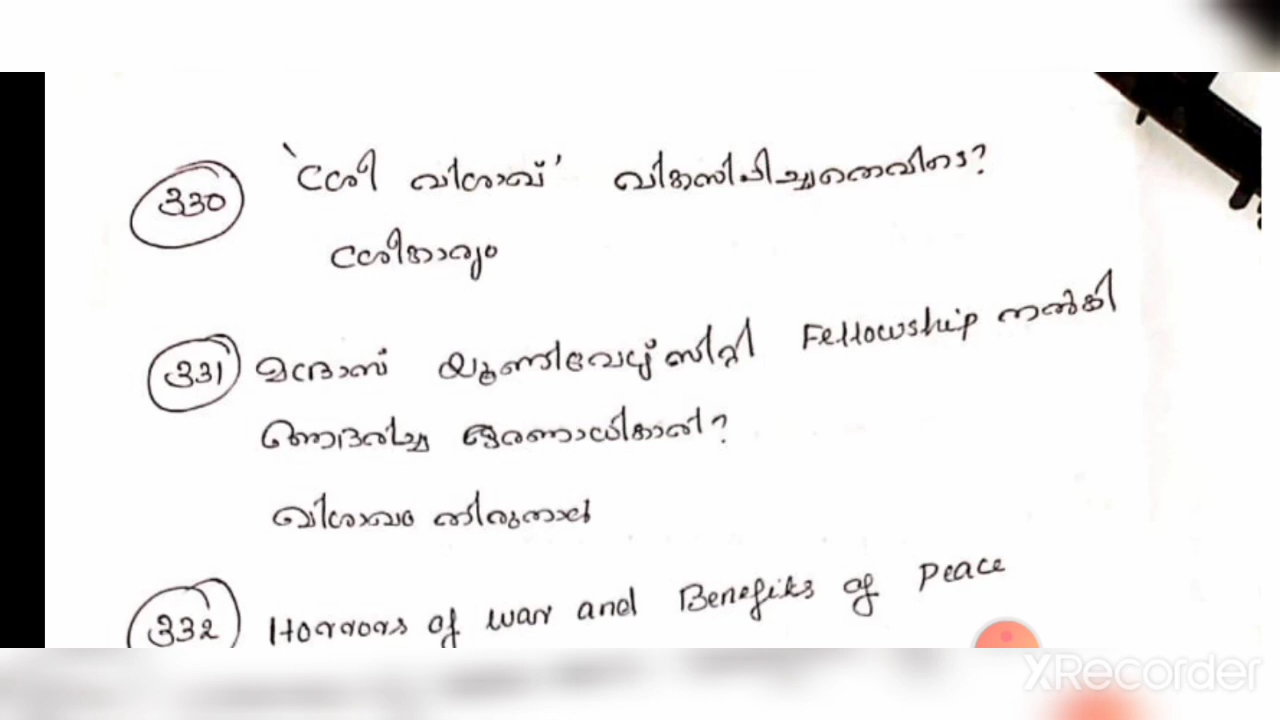 330 'ശ്രീ വിശാഖ്' വികസിപ്പിച്ചതെവിടെ?
ശ്രീകാര്യം
331 മദ്രാസ് യൂണിവേഴ്സിറ്റി Fellowship നൽകി
ആദരിച്ച ഭരണാധികാരി?
വിശാഖം തിരുനാൾ
332 Horrors of war and Benefits of Peace
XRecorder